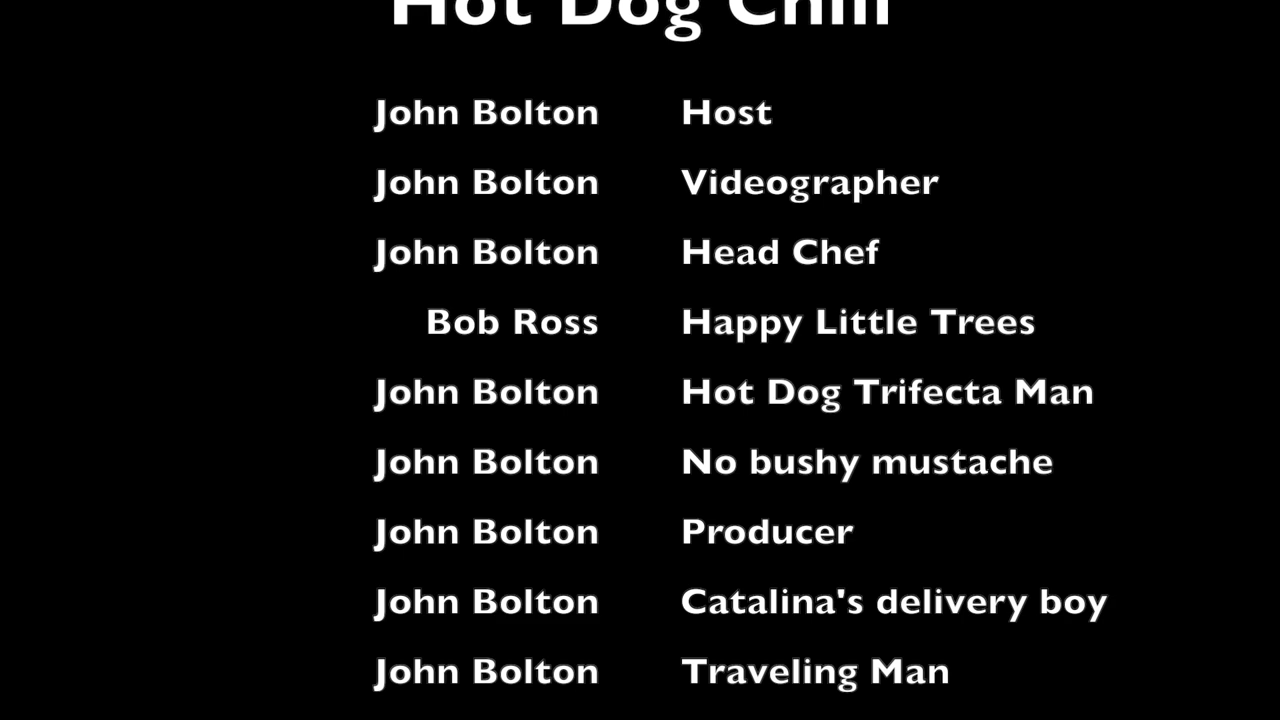 Hot Dog Chili
John Bolton Host
John Bolton Videographer
John Bolton Head Chef
Bob Ross Happy Little Trees
John Bolton Hot Dog Trifecta Man
John Bolton No bushy mustache
John Bolton Producer
John Bolton Catalina's delivery boy
John Bolton Traveling Man